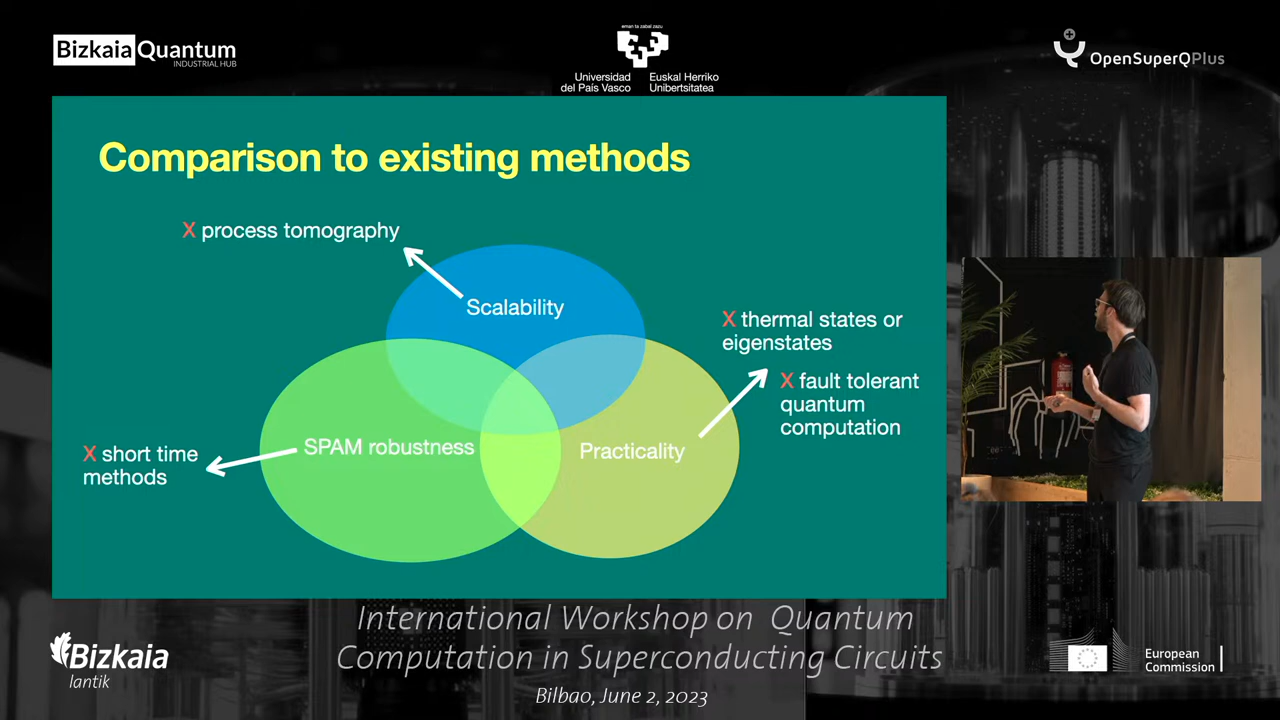 Bizkaia Quantum
INDUSTRIAL HUB
eman ta zabal zazu
Universidad
del País Vasco
Euskal Herriko
Unibertsitatea
OpenSuperQPlus
Comparison to existing methods
X process tomography
Scalability
X thermal states or
eigenstates
X fault tolerant
quantum
computation
SPAM robustness
Practicality
X short time
methods
International Workshop on Quantum
Computation in Superconducting Circuits
Bilbao, June 2, 2023
Bizkaia
lantik
European
Commission